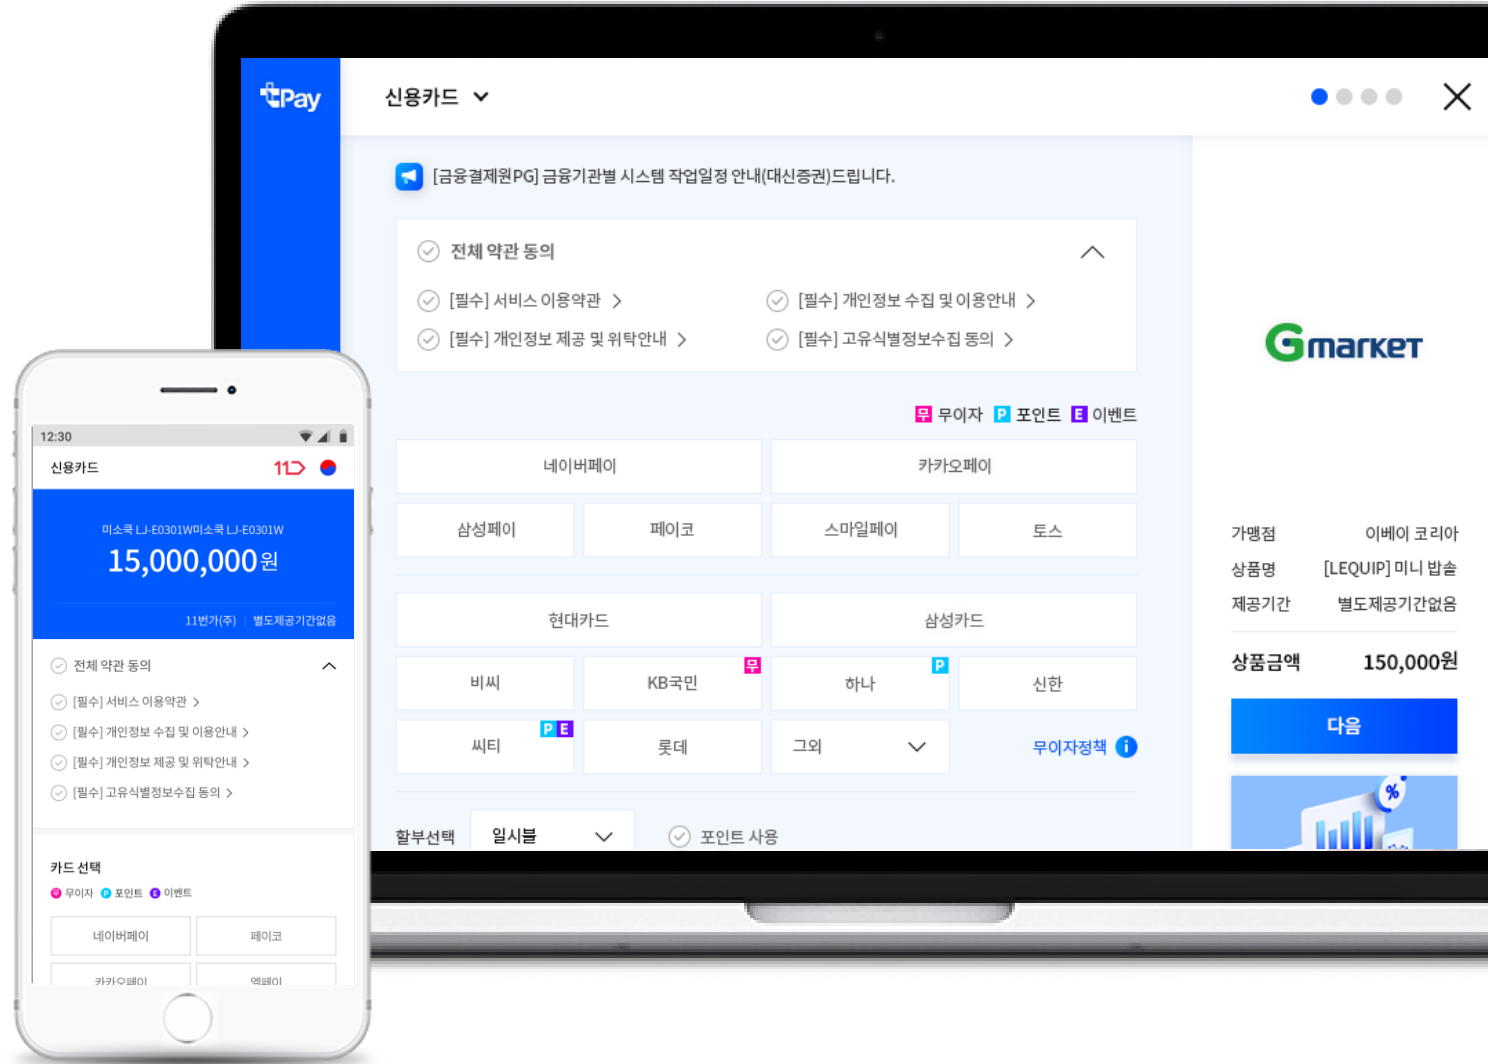 tPay
신용카드
[금융결제원PG] 금융기관별 시스템 작업일정 안내(대신증권)드립니다.
전체 약관 동의
[필수] 서비스 이용약관 >
[필수] 개인정보 수집 및 이용안내 >
[필수] 개인정보 제공 및 위탁안내 >
[필수] 고유식별정보수집 동의 >
무 무이자 P 포인트 E 이벤트
네이버페이
카카오페이
삼성페이
페이코
스마일페이
토스
현대카드
삼성카드
비씨
KB국민
무
하나
P
신한
씨티
P E
롯데
그외
무이자정책 i
할부선택
일시불
포인트 사용
Gmarket
가맹점 이베이 코리아
상품명 [LEQUIP] 미니 밥솥
제공기간 별도제공기간없음
상품금액 150,000원
다음
%
12:30
신용카드
11
미소쿡 LJ-E0301W미소쿡 LJ-E0301W
15,000,000원
11번가(주) | 별도제공기간없음
전체 약관 동의
[필수] 서비스 이용약관 >
[필수] 개인정보 수집 및 이용안내 >
[필수] 개인정보 제공 및 위탁안내 >
[필수] 고유식별정보수집 동의 >
카드 선택
무 무이자 P 포인트 E 이벤트
네이버페이
페이코
카카오페이
엘페이